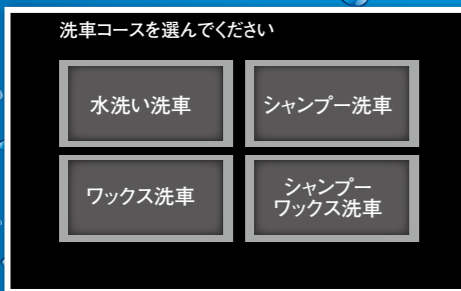 洗車コースを選んでください
水洗い洗車
シャンプー洗車
ワックス洗車
シャンプー
ワックス洗車